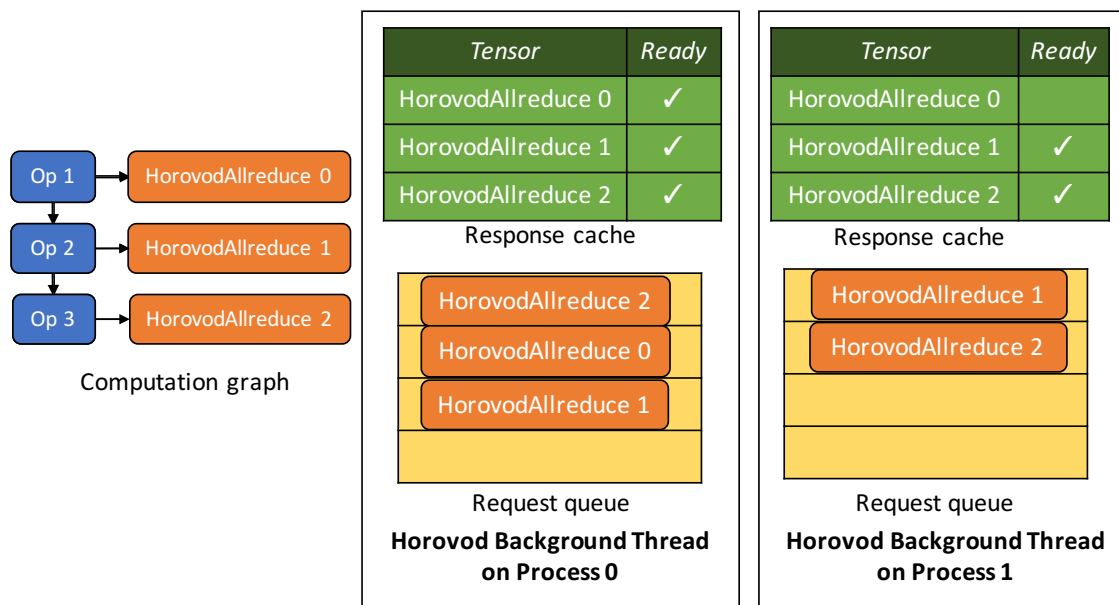 Op 1
HorovodAllreduce 0
Op 2
HorovodAllreduce 1
Op 3
HorovodAllreduce 2
Computation graph
Tensor Ready
HorovodAllreduce 0 ✓
HorovodAllreduce 1 ✓
HorovodAllreduce 2 ✓
Response cache
HorovodAllreduce 2
HorovodAllreduce 0
HorovodAllreduce 1
Request queue
Horovod Background Thread
on Process 0
Tensor Ready
HorovodAllreduce 0
HorovodAllreduce 1 ✓
HorovodAllreduce 2 ✓
Response cache
HorovodAllreduce 1
HorovodAllreduce 2
Request queue
Horovod Background Thread
on Process 1